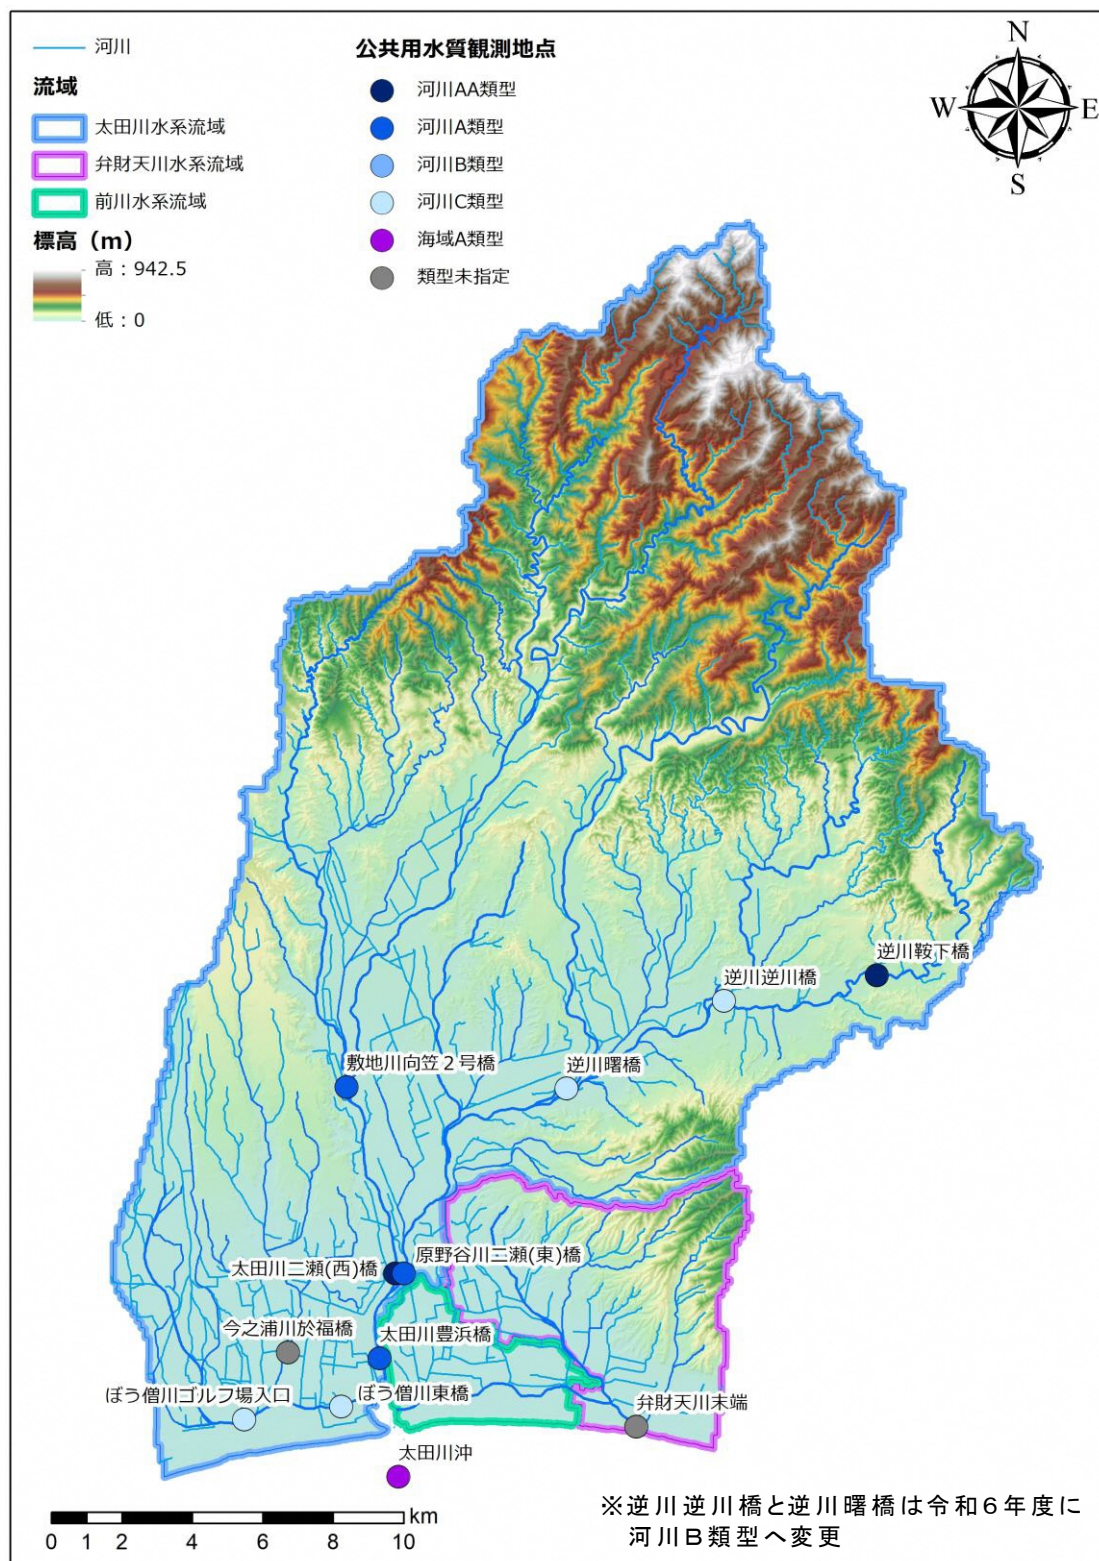 河川
流域
太田川水系流域
弁財天川水系流域
前川水系流域
標高（m）
高：942.5
低：0
公共用水質観測地点
河川AA類型
河川A類型
河川B類型
河川C類型
海域A類型
類型未指定
N
W
E
S
逆川鞍下橋
逆川逆川橋
敷地川向笠２号橋
逆川曙橋
原野谷川二瀬(東)橋
太田川二瀬(西)橋
今之浦川於福橋
太田川豊浜橋
ぼう僧川ゴルフ場入口
ぼう僧川東橋
弁財天川末端
太田川沖
km
0 2 4 6 8 10
※逆川逆川橋と逆川曙橋は令和６年度に
河川Ｂ類型へ変更